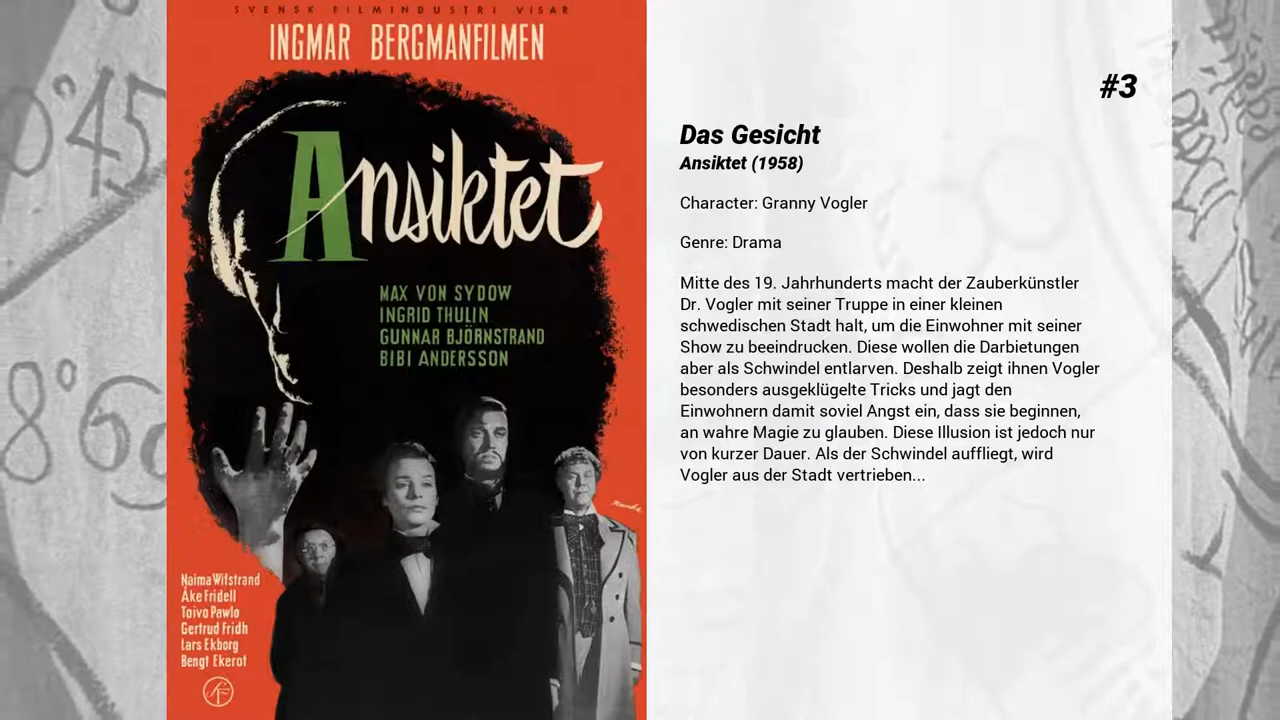 SVENSK FILMINDUSTRI VISAR
INGMAR BERGMANFILMEN
Ansiktet
MAX VON SYDOW
INGRID THULIN
GUNNAR BJÖRNSTRAND
BIBI ANDERSSON
Naima Wifstrand
Åke Fridell
Toivo Pawlo
Gertrud Fridh
Lars Ekborg
Bengt Ekerot
SF
#3
Das Gesicht
Ansiktet (1958)
Character: Granny Vogler
Genre: Drama
Mitte des 19. Jahrhunderts macht der Zauberkünstler
Dr. Vogler mit seiner Truppe in einer kleinen
schwedischen Stadt halt, um die Einwohner mit seiner
Show zu beeindrucken. Diese wollen die Darbietungen
aber als Schwindel entlarven. Deshalb zeigt ihnen Vogler
besonders ausgeklügelte Tricks und jagt den
Einwohnern damit soviel Angst ein, dass sie beginnen,
an wahre Magie zu glauben. Diese Illusion ist jedoch nur
von kurzer Dauer. Als der Schwindel auffliegt, wird
Vogler aus der Stadt vertrieben...